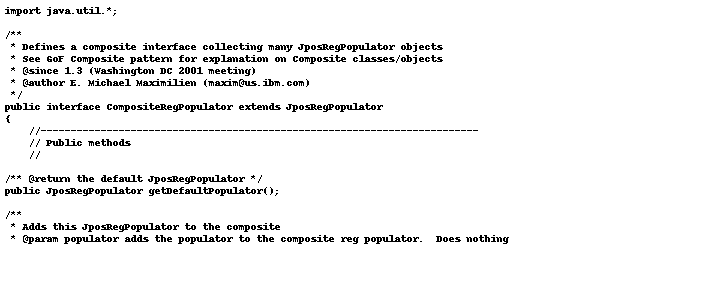 import java.util.*;
/**
* Defines a composite interface collecting many JposRegPopulator objects
* See GoF Composite pattern for explanation on Composite classes/objects
* @since 1.3 (Washington DC 2001 meeting)
* @author E. Michael Maximilien (maxim@us.ibm.com)
*/
public interface CompositeRegPopulator extends JposRegPopulator
{
//-------------------------------------------------------------------------
// Public methods
//
/** @return the default JposRegPopulator */
public JposRegPopulator getDefaultPopulator();
/**
* Adds this JposRegPopulator to the composite
* @param populator adds the populator to the composite reg populator.  Does nothing